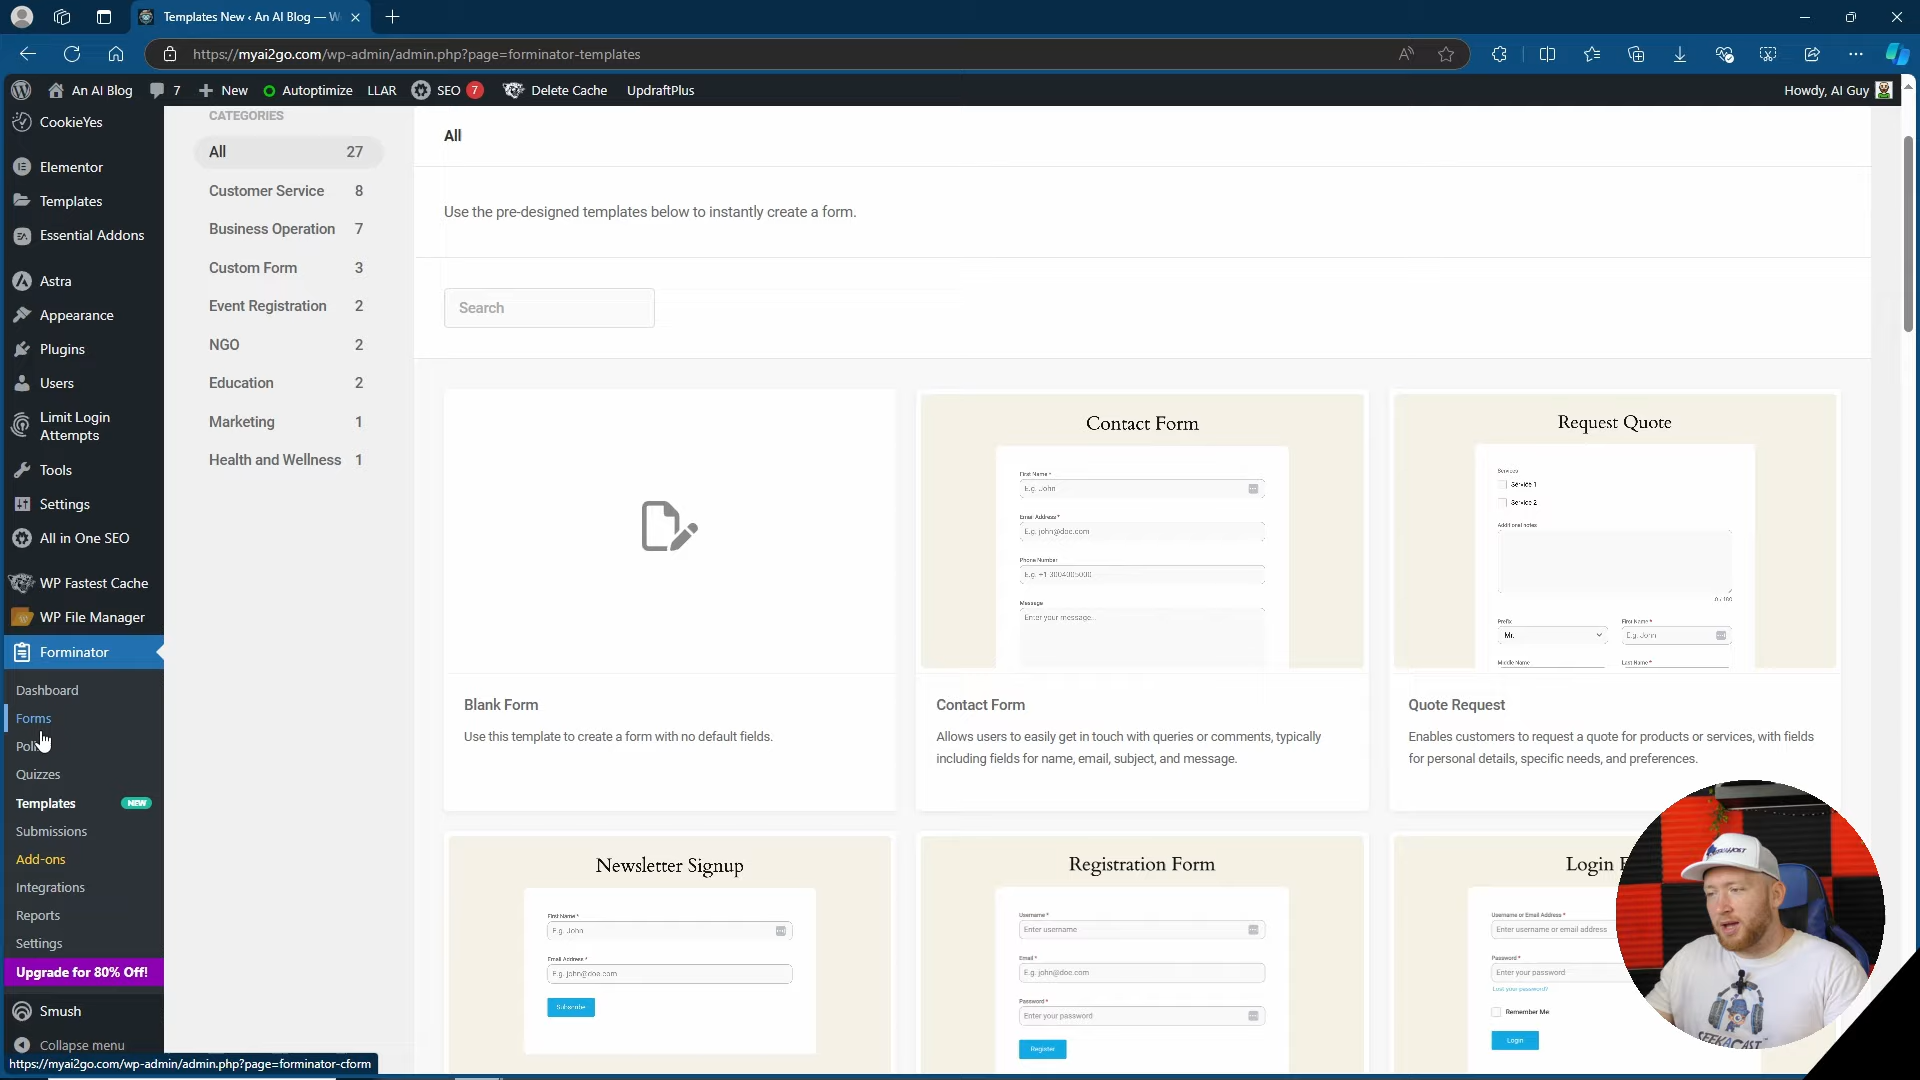 Templates New ‹ An AI Blog — W
https://myai2go.com/wp-admin/admin.php?page=forminator-templates
An AI Blog
7
New
Autoptimize
LLAR
SEO
7
Delete Cache
UpdraftPlus
Howdy, AI Guy
CookieYes
Elementor
Templates
Essential Addons
Astra
Appearance
Plugins
Users
Limit Login
Attempts
Tools
Settings
All in One SEO
WP Fastest Cache
WP File Manager
Forminator
Dashboard
Forms
Quizzes
Templates NEW
Submissions
Add-ons
Integrations
Reports
Settings
Upgrade for 80% Off!
Smush
Collapse menu
https://myai2go.com/wp-admin/admin.php?page=forminator-cform
CATEGORIES
All 27
Customer Service 8
Business Operation 7
Custom Form 3
Event Registration 2
NGO 2
Education 2
Marketing 1
Health and Wellness 1
All
Use the pre-designed templates below to instantly create a form.
Search
Blank Form
Use this template to create a form with no default fields.
Contact Form
First Name *
E.g. John
Email Address *
E.g. john@doe.com
Phone Number
E.g. +1 3004005000
Message
Enter your message...
Contact Form
Allows users to easily get in touch with queries or comments, typically
including fields for name, email, subject, and message.
Request Quote
Services
Service 1
Service 2
Additional notes
0 / 180
Prefix
Mr.
First Name *
E.g. John
Middle Name
Last Name *
Quote Request
Enables customers to request a quote for products or services, with fields
for personal details, specific needs, and preferences.
Newsletter Signup
First Name *
E.g. John
Email Address *
E.g. john@doe.com
Subscribe
Registration Form
Username *
Enter username
Email *
E.g. john@doe.com
Password *
Enter your password
Register
Login
Username or Email Address *
Enter username or email address
Password *
Enter your password
Lost your password?
Remember Me
Login
SEEKACAST